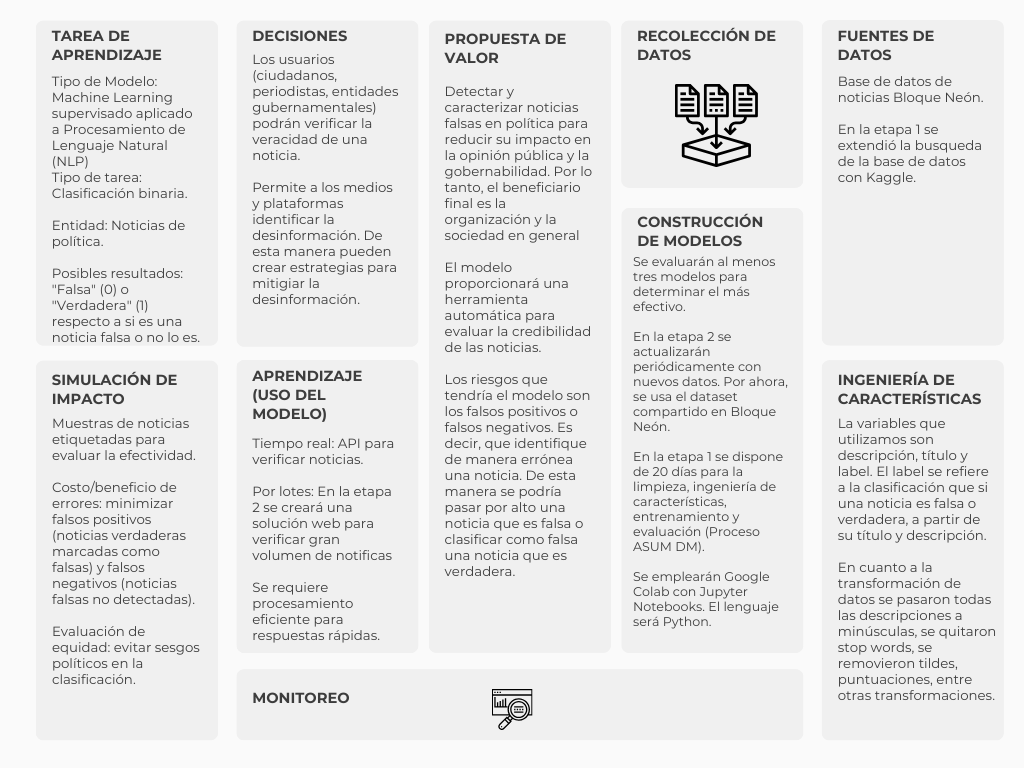 TAREA DE
APRENDIZAJE
Tipo de Modelo:
Machine Learning
supervisado aplicado
a Procesamiento de
Lenguaje Natural
(NLP)
Tipo de tarea:
Clasificación binaria.
Entidad: Noticias de
política.
Posibles resultados:
"Falsa" (0) o
"Verdadera" (1)
respecto a si es una
noticia falsa o no lo es.
DECISIONES
Los usuarios
(ciudadanos,
periodistas, entidades
gubernamentales)
podrán verificar la
veracidad de una
noticia.
Permite a los medios
y plataformas
identificar la
desinformación. De
esta manera pueden
crear estrategias para
mitigiar la
desinformación.
PROPUESTA DE
VALOR
Detectar y
caracterizar noticias
falsas en política para
reducir su impacto en
la opinión pública y la
gobernabilidad. Por lo
tanto, el beneficiario
final es la
organización y la
sociedad en general
El modelo
proporcionará una
herramienta
automática para
evaluar la credibilidad
de las noticias.
Los riesgos que
tendría el modelo son
los falsos positivos o
falsos negativos. Es
decir, que identifique
de manera errónea
una noticia. De esta
manera se podría
pasar por alto una
noticia que es falsa o
clasificar como falsa
una noticia que es
verdadera.
RECOLECCIÓN DE
DATOS
CONSTRUCCIÓN
DE MODELOS
Se evaluarán al menos
tres modelos para
determinar el más
efectivo.
En la etapa 2 se
actualizarán
periódicamente con
nuevos datos. Por ahora,
se usa el dataset
compartido en Bloque
Neón.
En la etapa 1 se dispone
de 20 días para la
limpieza, ingeniería de
características,
entrenamiento y
evaluación (Proceso
ASUM DM).
Se emplearán Google
Colab con Jupyter
Notebooks. El lenguaje
será Python.
FUENTES DE
DATOS
Base de datos de
noticias Bloque Neón.
En la etapa 1 se
extendió la busqueda
de la base de datos
con Kaggle.
SIMULACIÓN DE
IMPACTO
Muestras de noticias
etiquetadas para
evaluar la efectividad.
Costo/beneficio de
errores: minimizar
falsos positivos
(noticias verdaderas
marcadas como
falsas) y falsos
negativos (noticias
falsas no detectadas).
Evaluación de
equidad: evitar sesgos
políticos en la
clasificación.
APRENDIZAJE
(USO DEL
MODELO)
Tiempo real: API para
verificar noticias.
Por lotes: En la etapa
2 se creará una
solución web para
verificar gran
volumen de notificas
Se requiere
procesamiento
eficiente para
respuestas rápidas.
INGENIERÍA DE
CARACTERÍSTICAS
La variables que
utilizamos son
descripción, título y
label. El label se refiere
a la clasificación que si
una noticia es falsa o
verdadera, a partir de
su título y descripción.
En cuanto a la
transformación de
datos se pasaron todas
las descripciones a
minúsculas, se quitaron
stop words, se
removieron tildes,
puntuaciones, entre
otras transformaciones.
MONITOREO